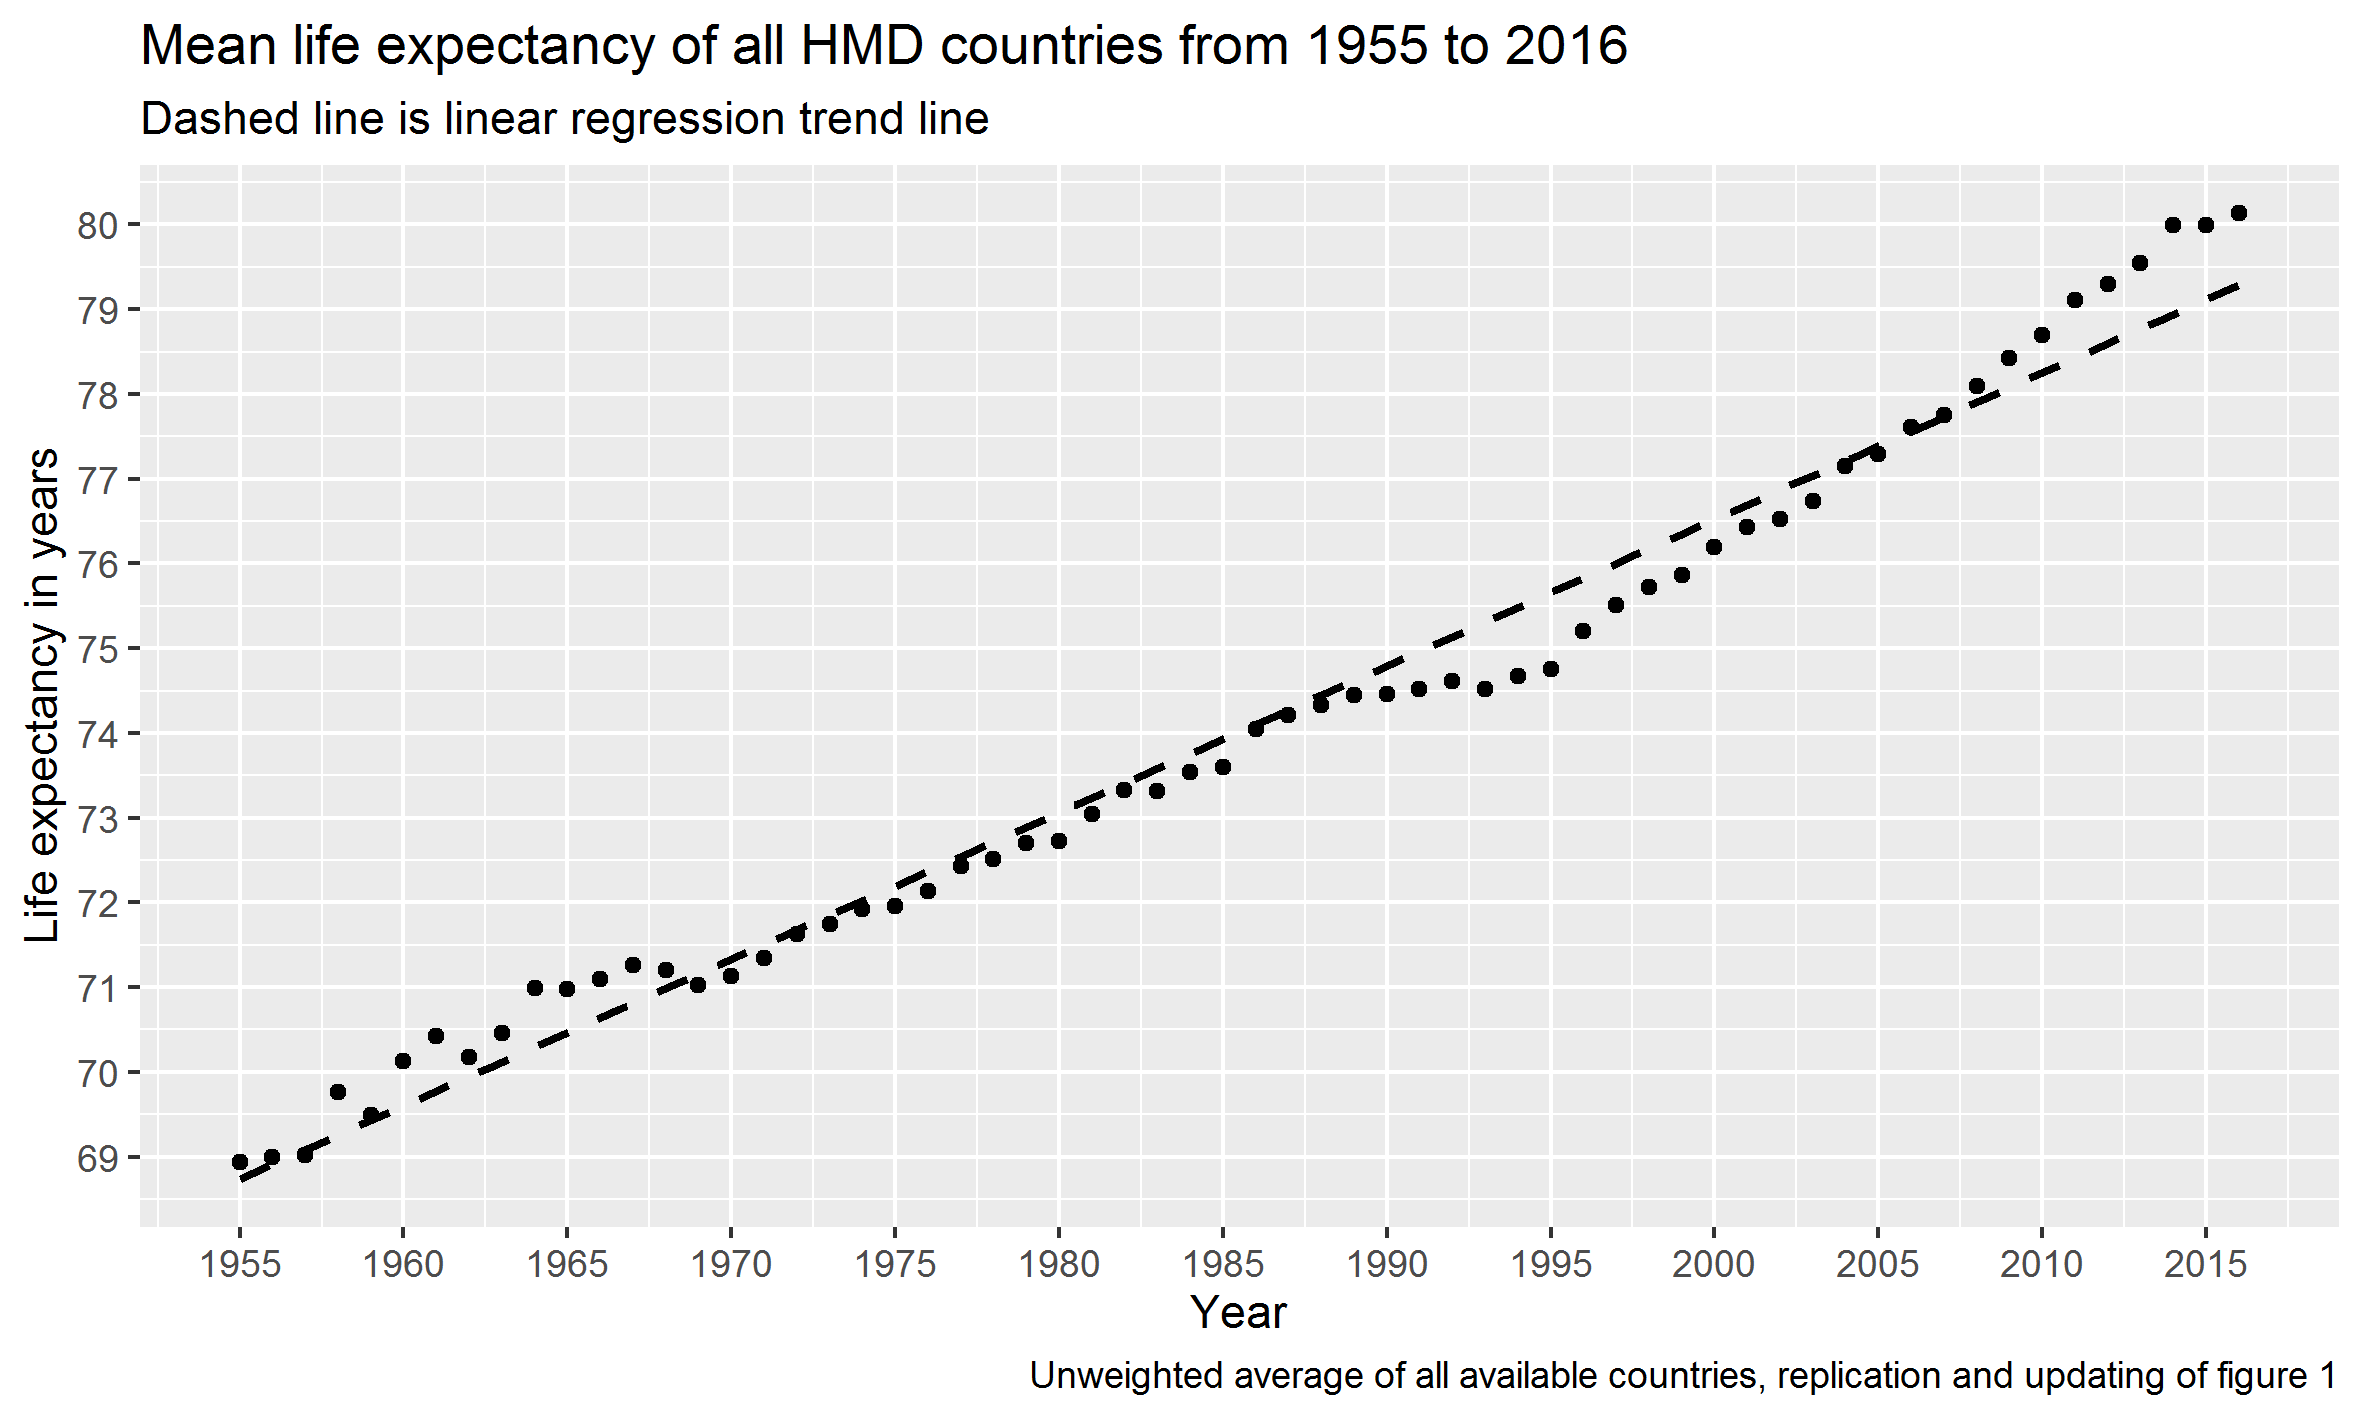 Mean life expectancy of all HMD countries from 1955 to 2016
Dashed line is linear regression trend line
80
79
78
77
76
75
74
73
72
71
70
69
Life expectancy in years
1955 1960 1965 1970 1975 1980 1985 1990 1995 2000 2005 2010 2015
Year
Unweighted average of all available countries, replication and updating of figure 1